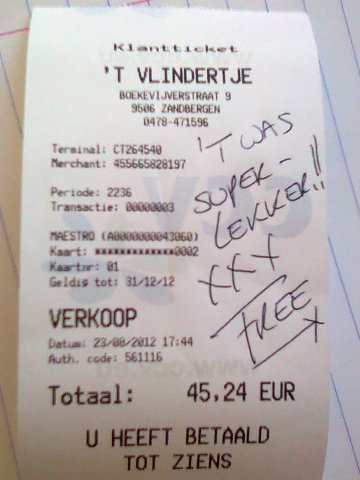 Klantticket
'T VLINDERTJE
BOEKEVIJVERSTRAAT 9
9506 ZANDBERGEN
0478-471596
Terminal: CT264540
Merchant: 455665828197
Periode: 2236
Transactie: 00000003
MAESTRO (A0000000043060)
Kaart: *************0002
Kaartnr: 01
Geldig tot: 31/12/12
VERKOOP
Datum: 23/08/2012 17:44
Auth. code: 561116
Totaal: 45,24 EUR
U HEEFT BETAALD
TOT ZIENS
'T WAS
SUPER-
LEKKER!!
XXX
FREE
X